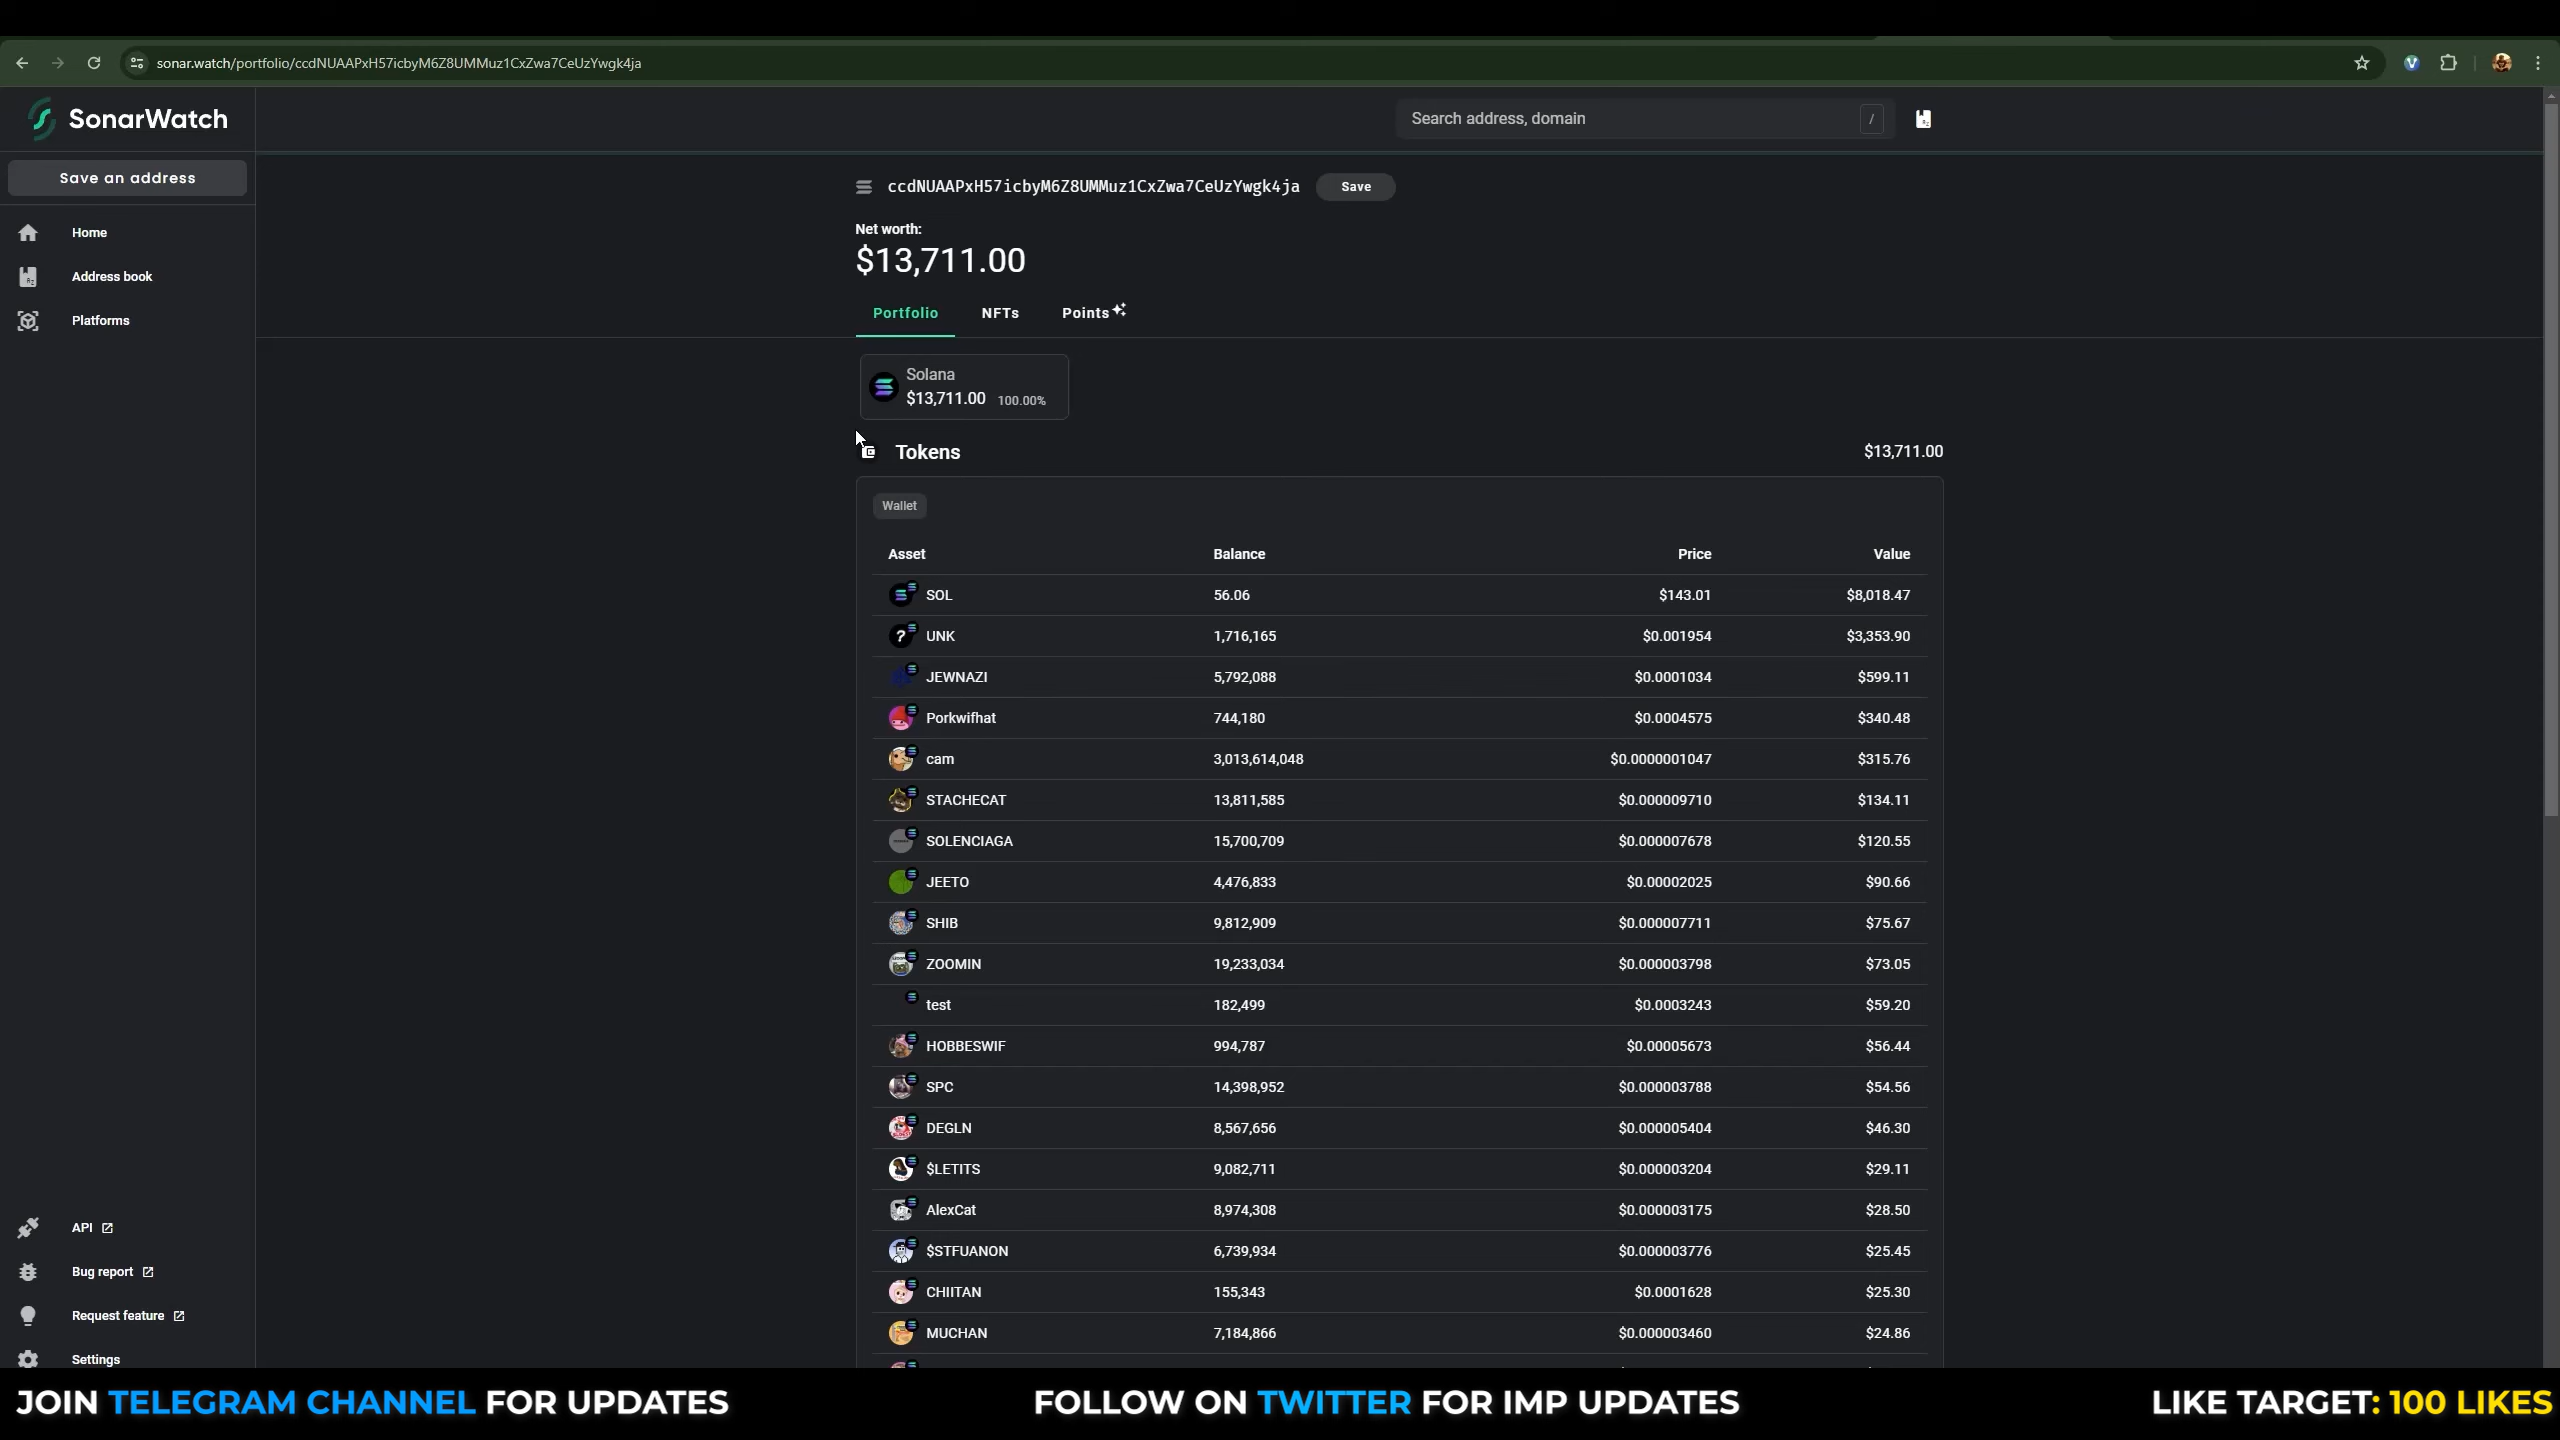 sonar.watch/portfolio/ccdNUAAPxH57icbyM6Z8UMMuz1CxZwa7CeUzYwgk4ja
SonarWatch
Search address, domain
/
Save an address
Home
Address book
Platforms
ccdNUAAPxH57icbyM6Z8UMMuz1CxZwa7CeUzYwgk4ja Save
Net worth:
$13,711.00
Portfolio NFTs Points
Solana
$13,711.00 100.00%
Tokens $13,711.00
Wallet
Asset Balance Price Value
SOL 56.06 $143.01 $8,018.47
? UNK 1,716,165 $0.001954 $3,353.90
JEWNAZI 5,792,088 $0.0001034 $599.11
Porkwifhat 744,180 $0.0004575 $340.48
cam 3,013,614,048 $0.0000001047 $315.76
STACHECAT 13,811,585 $0.000009710 $134.11
SOLENCIAGA 15,700,709 $0.000007678 $120.55
JEETO 4,476,833 $0.00002025 $90.66
SHIB 9,812,909 $0.000007711 $75.67
ZOOMIN 19,233,034 $0.000003798 $73.05
test 182,499 $0.0003243 $59.20
HOBBESWIF 994,787 $0.00005673 $56.44
SPC 14,398,952 $0.000003788 $54.56
DEGLN 8,567,656 $0.000005404 $46.30
$LETITS 9,082,711 $0.000003204 $29.11
AlexCat 8,974,308 $0.000003175 $28.50
$STFUANON 6,739,934 $0.000003776 $25.45
CHIITAN 155,343 $0.0001628 $25.30
MUCHAN 7,184,866 $0.000003460 $24.86
API
Bug report
Request feature
Settings
JOIN TELEGRAM CHANNEL FOR UPDATES
FOLLOW ON TWITTER FOR IMP UPDATES
LIKE TARGET: 100 LIKES